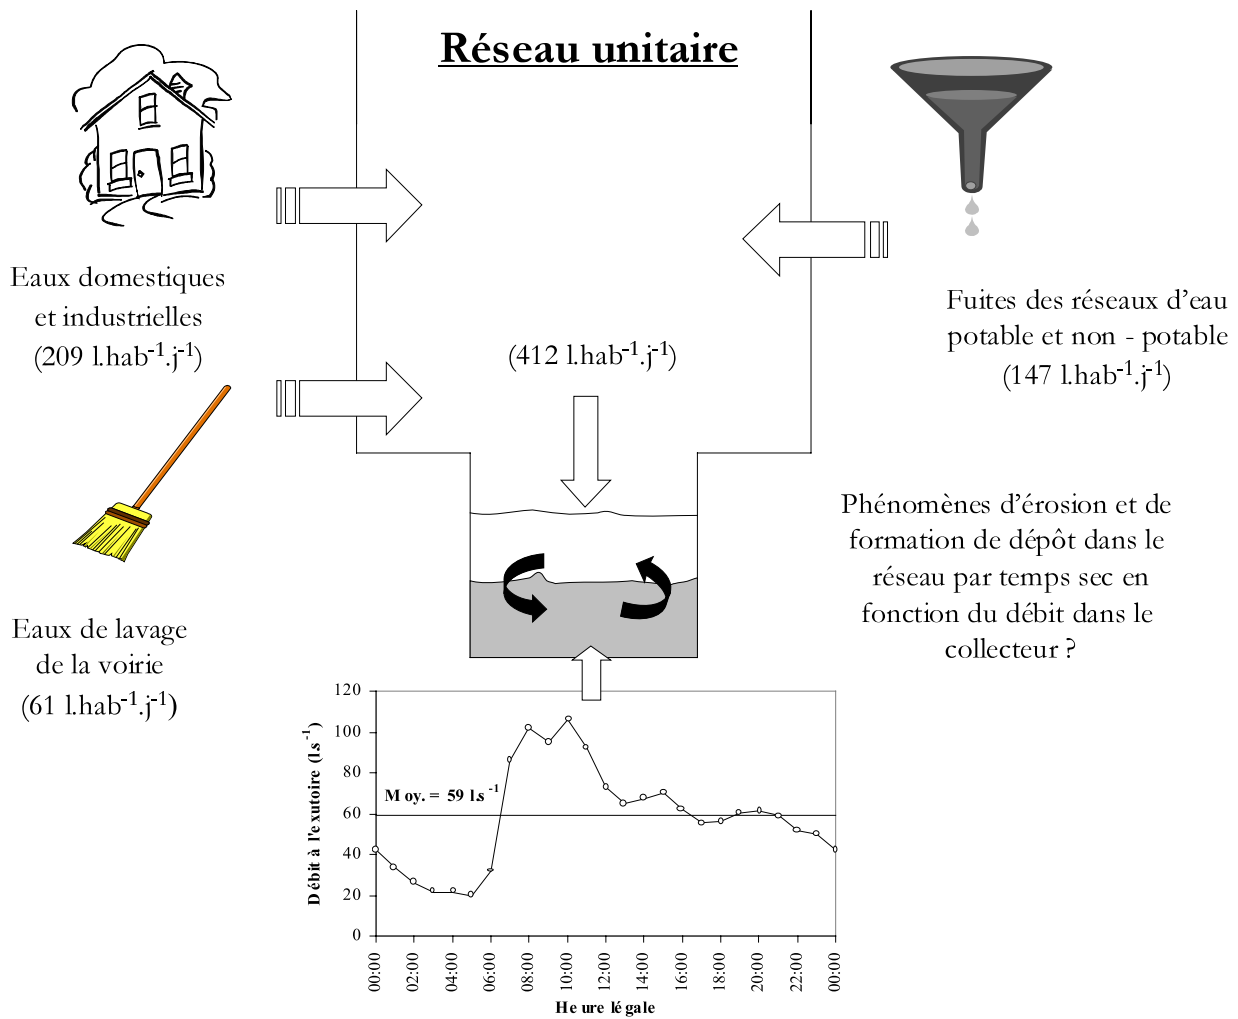 Réseau unitaire
Eaux domestiques
et industrielles
(209 l.hab-1.j-1)
Fuites des réseaux d'eau
potable et non - potable
(147 l.hab-1.j-1)
(412 l.hab-1.j-1)
Eaux de lavage
de la voirie
(61 l.hab-1.j-1)
Phénomènes d'érosion et de
formation de dépôt dans le
réseau par temps sec en
fonction du débit dans le
collecteur ?
Débit à l'exutoire (l.s-1)
120
100
80
60
40
20
0
Moy. = 59 l.s-1
00:00
02:00
04:00
06:00
08:00
10:00
12:00
14:00
16:00
18:00
20:00
22:00
00:00
Heure légale